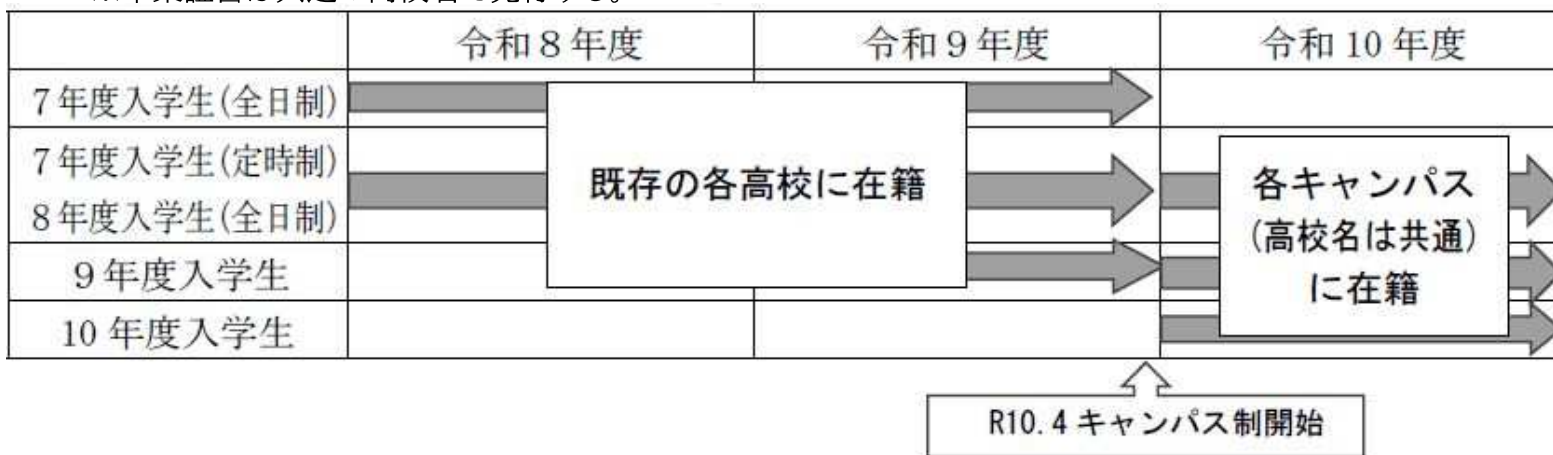 令和８年度 令和９年度 令和 10 年度
７年度入学生(全日制)
７年度入学生(定時制)
８年度入学生(全日制)
９年度入学生
10 年度入学生
既存の各高校に在籍
各キャンパス
(高校名は共通)
に在籍
R10.4 キャンパス制開始